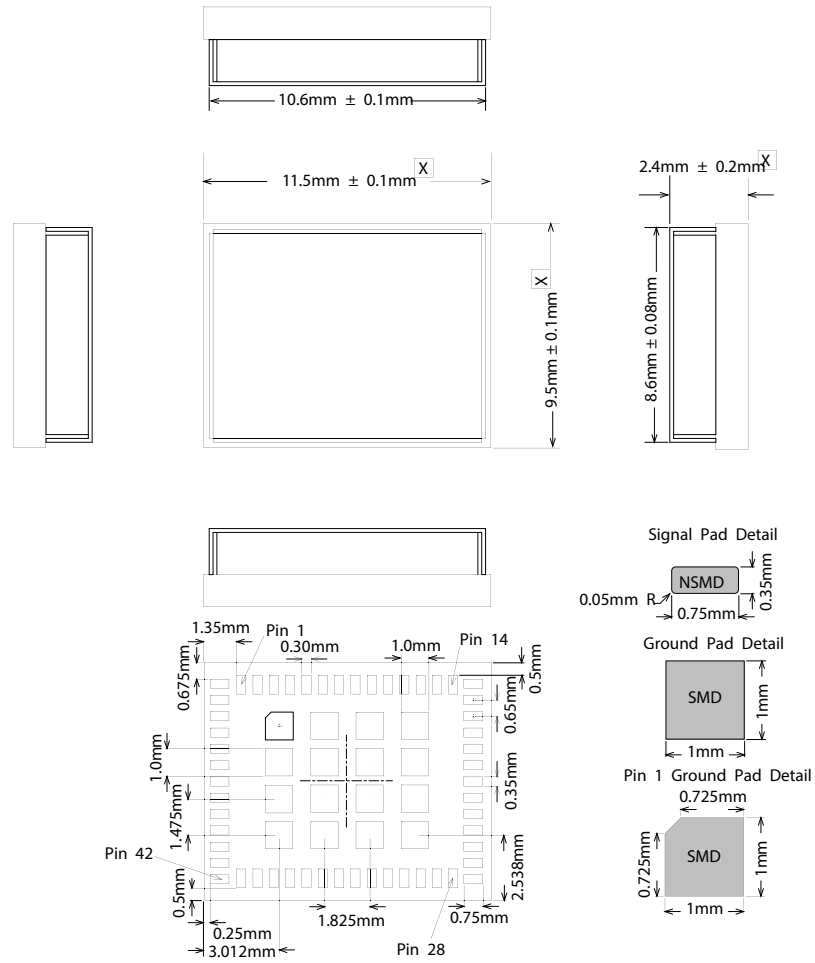 10.6mm ± 0.1mm
X
11.5mm ± 0.1mm
X
2.4mm ± 0.2mm
X
9.5mm ± 0.1mm
8.6mm ± 0.08mm
Signal Pad Detail
NSMD
0.35mm
0.05mm R
0.75mm
Ground Pad Detail
SMD
1mm
1mm
Pin 1 Ground Pad Detail
0.725mm
SMD
0.725mm
1mm
1mm
1.35mm
Pin 1
0.30mm
1.0mm
Pin 14
0.5mm
0.675mm
0.65mm
1.0mm
0.35mm
1.475mm
Pin 42
2.538mm
0.5mm
1.825mm
0.75mm
0.25mm
3.012mm
Pin 28